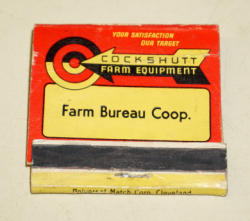 YOUR SATISFACTION
OUR TARGET
COCKSHUTT
FARM EQUIPMENT
Farm Bureau Coop.
Match Corp. Cleveland